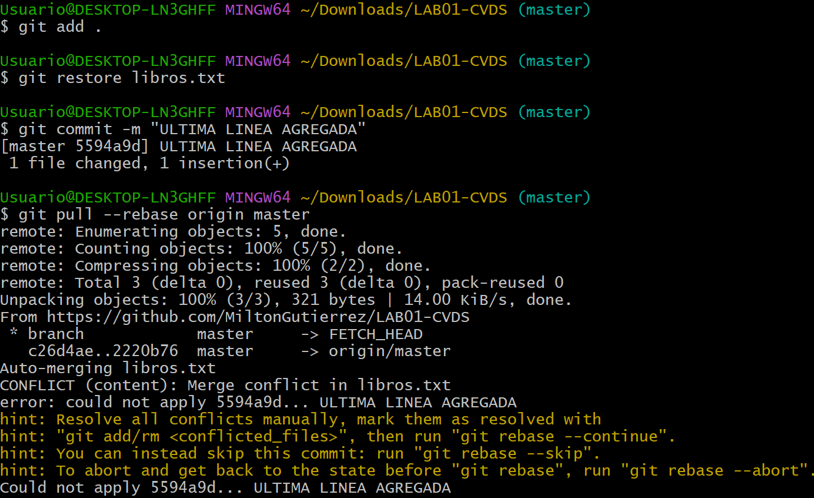 Usuario@DESKTOP-LN3GHFF MINGW64 ~/Downloads/LAB01-CVDS (master)
$ git add .
Usuario@DESKTOP-LN3GHFF MINGW64 ~/Downloads/LAB01-CVDS (master)
$ git restore libros.txt
Usuario@DESKTOP-LN3GHFF MINGW64 ~/Downloads/LAB01-CVDS (master)
$ git commit -m "ULTIMA LINEA AGREGADA"
[master 5594a9d] ULTIMA LINEA AGREGADA
 1 file changed, 1 insertion(+)
Usuario@DESKTOP-LN3GHFF MINGW64 ~/Downloads/LAB01-CVDS (master)
$ git pull --rebase origin master
remote: Enumerating objects: 5, done.
remote: Counting objects: 100% (5/5), done.
remote: Compressing objects: 100% (2/2), done.
remote: Total 3 (delta 0), reused 3 (delta 0), pack-reused 0
Unpacking objects: 100% (3/3), 321 bytes | 14.00 KiB/s, done.
From https://github.com/MiltonGutierrez/LAB01-CVDS
 * branch            master     -> FETCH_HEAD
   c26d4ae..2220b76  master     -> origin/master
Auto-merging libros.txt
CONFLICT (content): Merge conflict in libros.txt
error: could not apply 5594a9d... ULTIMA LINEA AGREGADA
hint: Resolve all conflicts manually, mark them as resolved with
hint: "git add/rm <conflicted_files>", then run "git rebase --continue".
hint: You can instead skip this commit: run "git rebase --skip".
hint: To abort and get back to the state before "git rebase", run "git rebase --abort".
Could not apply 5594a9d... ULTIMA LINEA AGREGADA